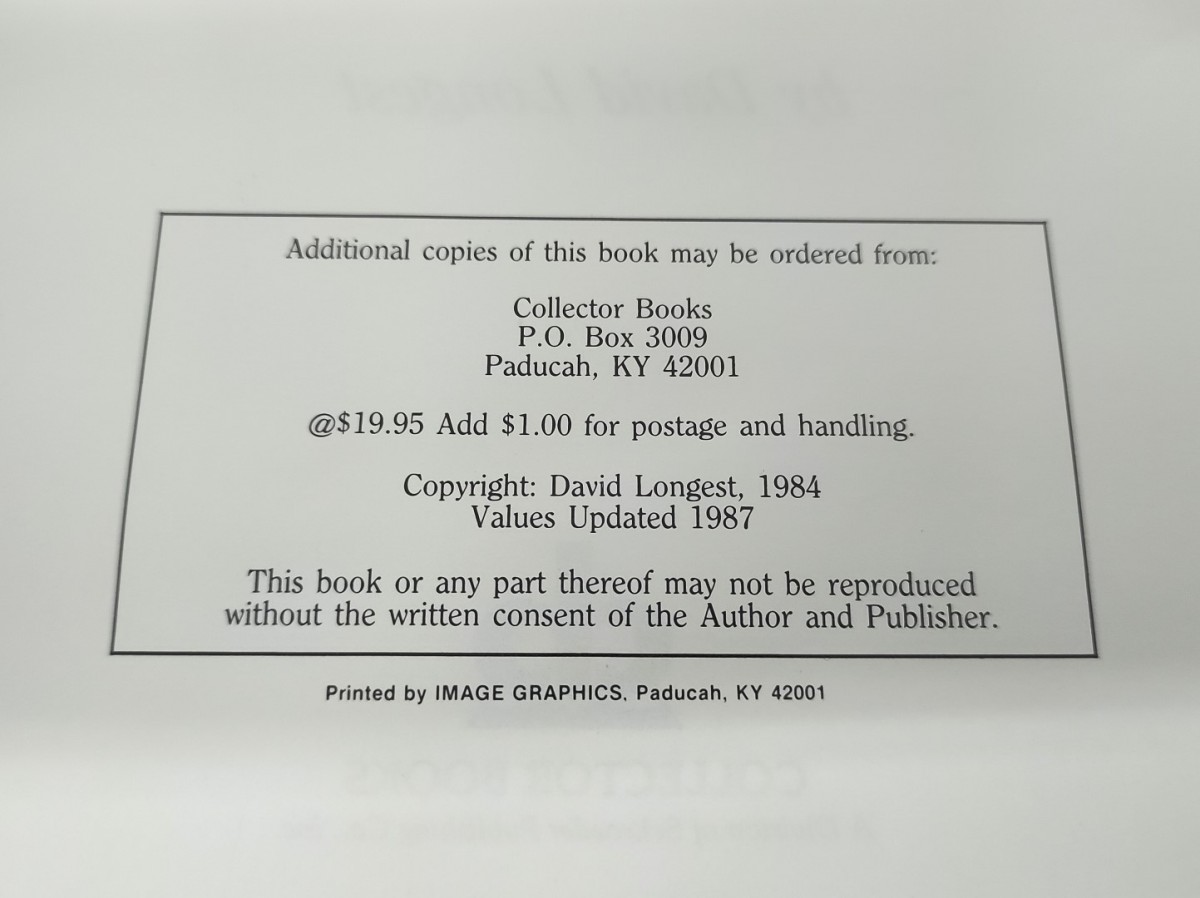 Additional copies of this book may be ordered from:
Collector Books
P.O. Box 3009
Paducah, KY 42001
@$19.95 Add $1.00 for postage and handling.
Copyright: David Longest, 1984
Values Updated 1987
This book or any part thereof may not be reproduced
without the written consent of the Author and Publisher.
Printed by IMAGE GRAPHICS, Paducah, KY 42001